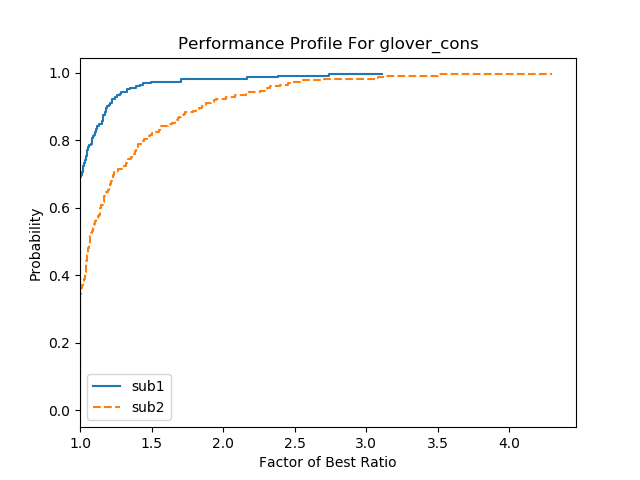 Performance Profile For glover_cons
1.0
0.8
0.6
0.4
0.2
0.0
Probability
sub1
sub2
1.0 1.5 2.0 2.5 3.0 3.5 4.0
Factor of Best Ratio